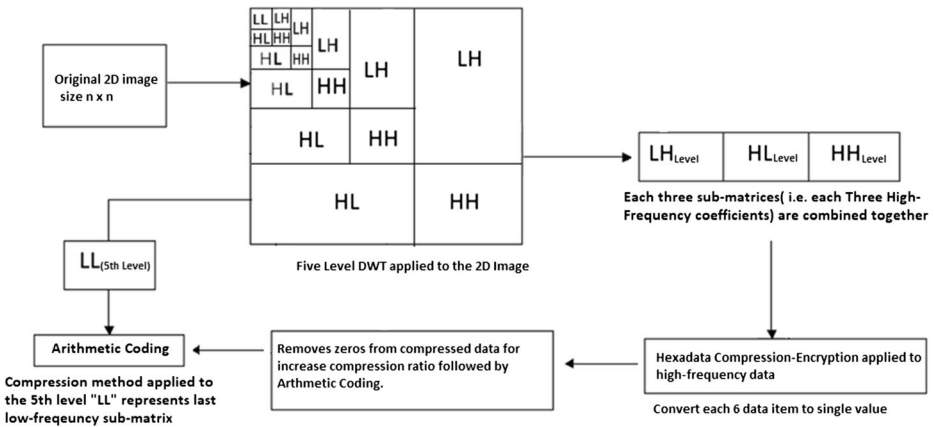 Original 2D image
size n x n
LL LH
HL HH
LH
HL HH
LH
HL HH
LH
HL HH
LH
HL HH
Five Level DWT applied to the 2D Image
LHLevel HLLevel HHLevel
Each three sub-matrices( i.e. each Three High-
Frequency coefficients) are combined together
LL(5th Level)
Arithmetic Coding
Compression method applied to
the 5th level "LL" represents last
low-freqeuncy sub-matrix
Removes zeros from compressed data for
increase compression ratio followed by
Arthmetic Coding.
Hexadata Compression-Encryption applied to
high-frequency data
Convert each 6 data item to single value